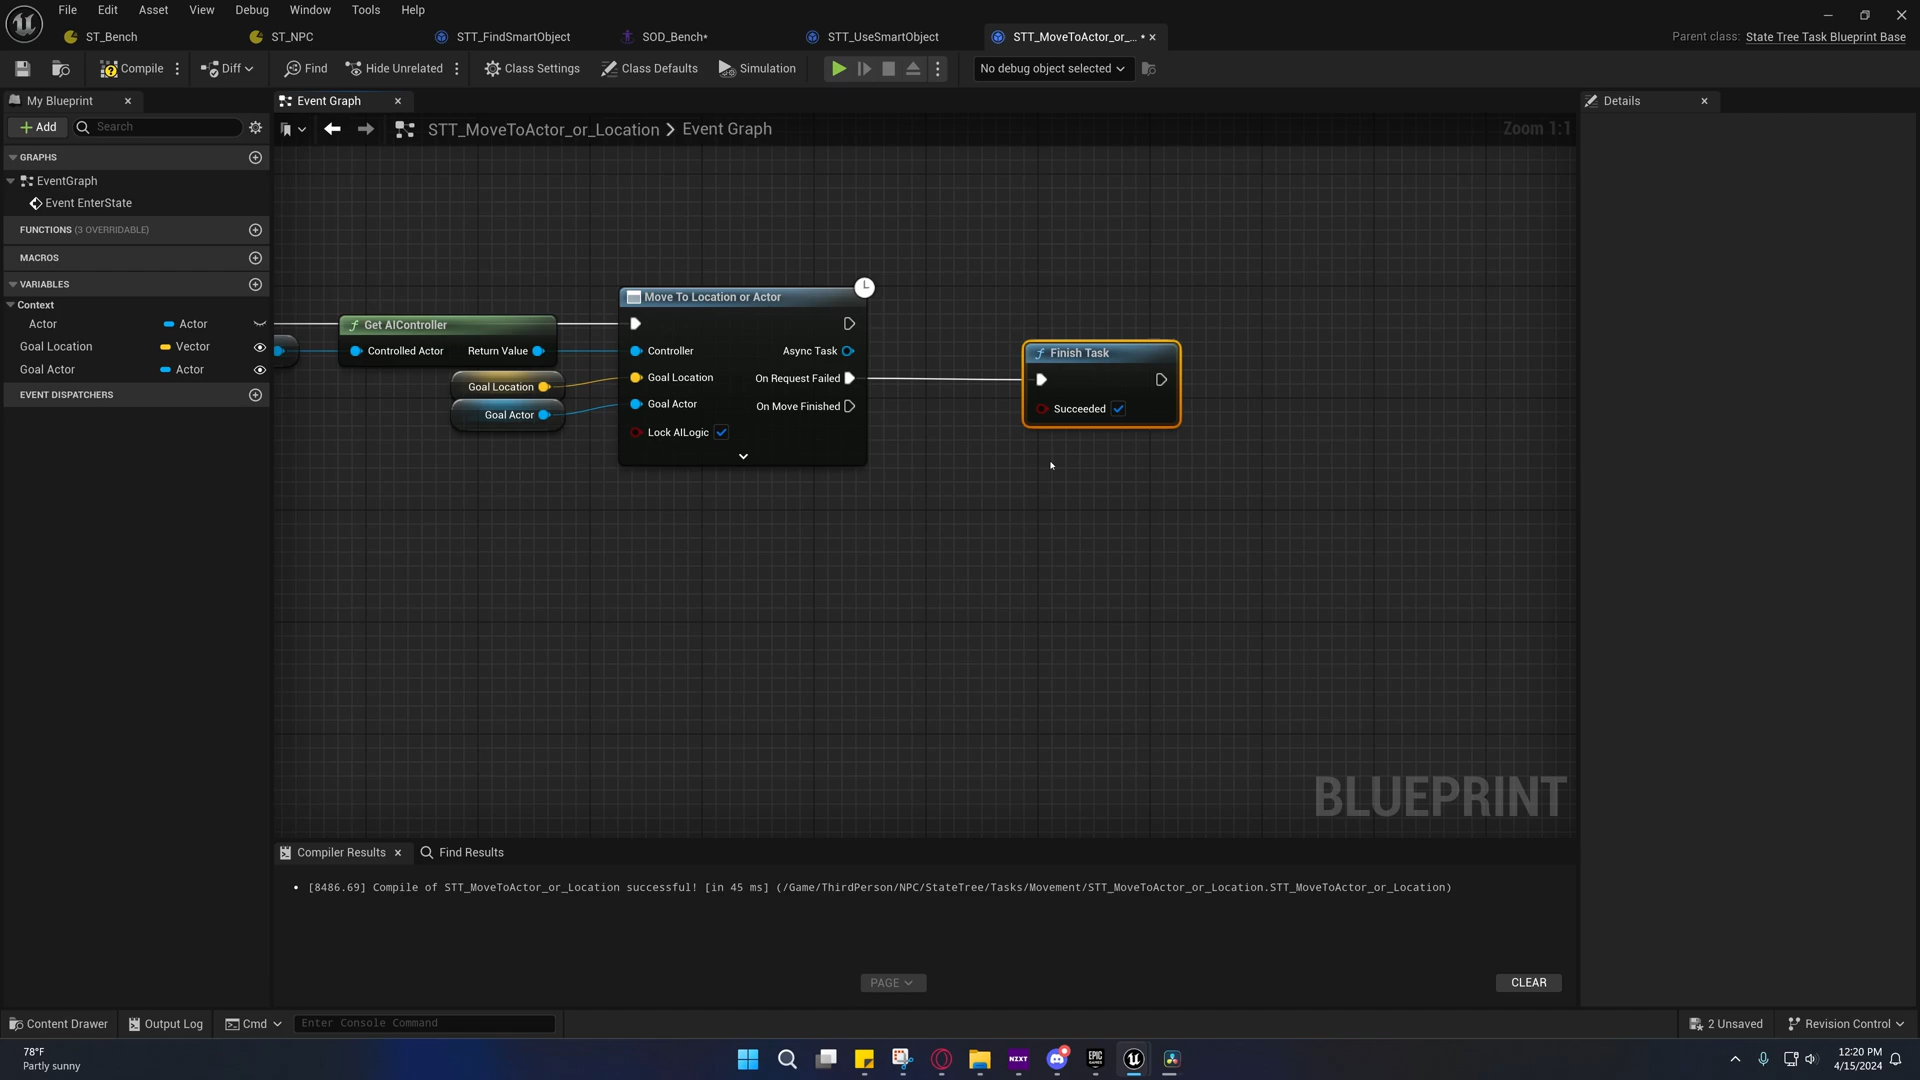 File Edit View Asset Debug Window Tools Help
ST_Bench ST_NPC STT_FindSmartObject SOD_Bench* STT_UseSmartObject STT_MoveToActor_or_... *
Parent class: State Tree Task Blueprint Base
Compile Diff Find Hide Unrelated Class Settings Class Defaults Simulation No debug object selected
My Blueprint
Add Search
GRAPHS
EventGraph
Event EnterState
FUNCTIONS (3 OVERRIDABLE)
MACROS
VARIABLES
Context
Actor Actor
Goal Location Vector
Goal Actor Actor
EVENT DISPATCHERS
Event Graph
STT_MoveToActor_or_Location > Event Graph
Zoom 1:1
f Get AIController
Controlled Actor Return Value
Goal Location
Goal Actor
Move To Location or Actor
Controller Async Task
Goal Location On Request Failed
Goal Actor On Move Finished
Lock AILogic
f Finish Task
Succeeded
BLUEPRINT
Compiler Results Find Results
• [8486.69] Compile of STT_MoveToActor_or_Location successful! [in 45 ms] (/Game/ThirdPerson/NPC/StateTree/Tasks/Movement/STT_MoveToActor_or_Location.STT_MoveToActor_or_Location)
PAGE CLEAR
Details
Content Drawer Output Log Cmd Enter Console Command 2 Unsaved Revision Control
78°F
Partly sunny
NZXT
EPIC GAMES
12:20 PM
4/15/2024